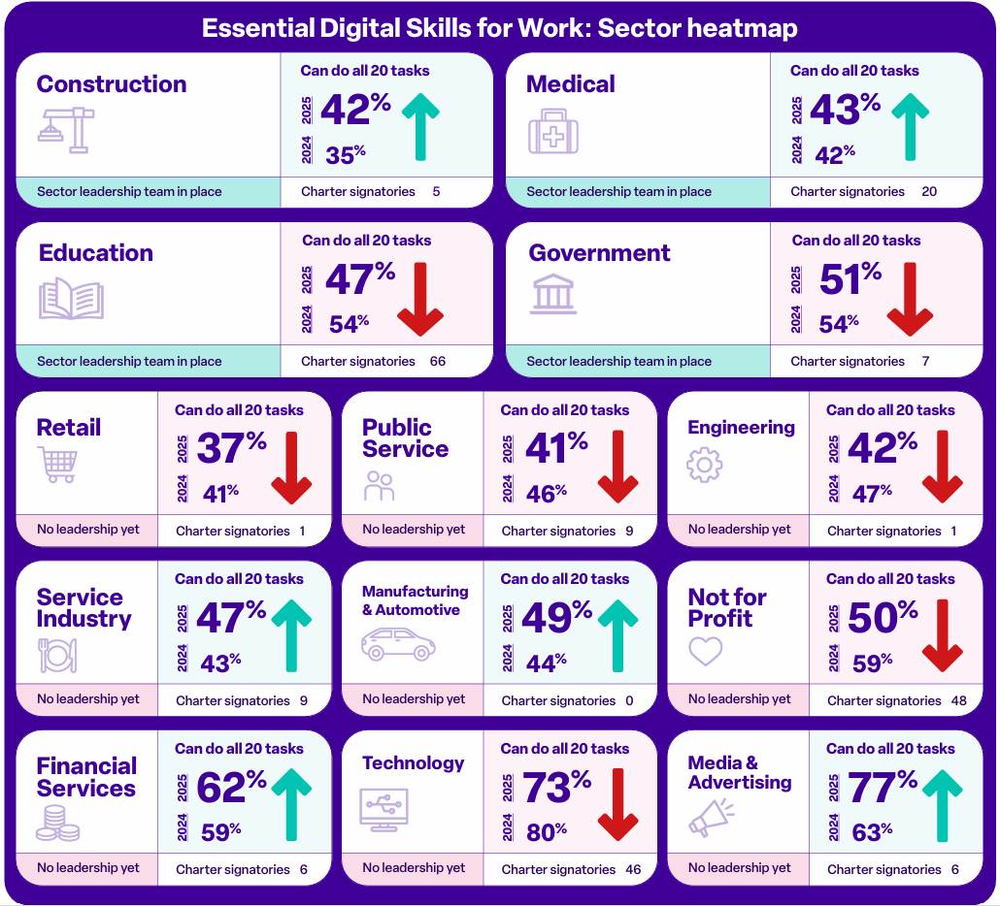 Essential Digital Skills for Work: Sector heatmap
Construction
Can do all 20 tasks
2025 42%
2024 35%
Sector leadership team in place
Charter signatories 5
Medical
Can do all 20 tasks
2025 43%
2024 42%
Sector leadership team in place
Charter signatories 20
Education
Can do all 20 tasks
2025 47%
2024 54%
Sector leadership team in place
Charter signatories 66
Government
Can do all 20 tasks
2025 51%
2024 54%
Sector leadership team in place
Charter signatories 7
Retail
Can do all 20 tasks
2025 37%
2024 41%
No leadership yet
Charter signatories 1
Public
Service
Can do all 20 tasks
2025 41%
2024 46%
No leadership yet
Charter signatories 9
Engineering
Can do all 20 tasks
2025 42%
2024 47%
No leadership yet
Charter signatories 1
Service
Industry
Can do all 20 tasks
2025 47%
2024 43%
No leadership yet
Charter signatories 9
Manufacturing
& Automotive
Can do all 20 tasks
2025 49%
2024 44%
No leadership yet
Charter signatories 0
Not for
Profit
Can do all 20 tasks
2025 50%
2024 59%
No leadership yet
Charter signatories 48
Financial
Services
Can do all 20 tasks
2025 62%
2024 59%
No leadership yet
Charter signatories 6
Technology
Can do all 20 tasks
2025 73%
2024 80%
No leadership yet
Charter signatories 46
Media &
Advertising
Can do all 20 tasks
2025 77%
2024 63%
No leadership yet
Charter signatories 6